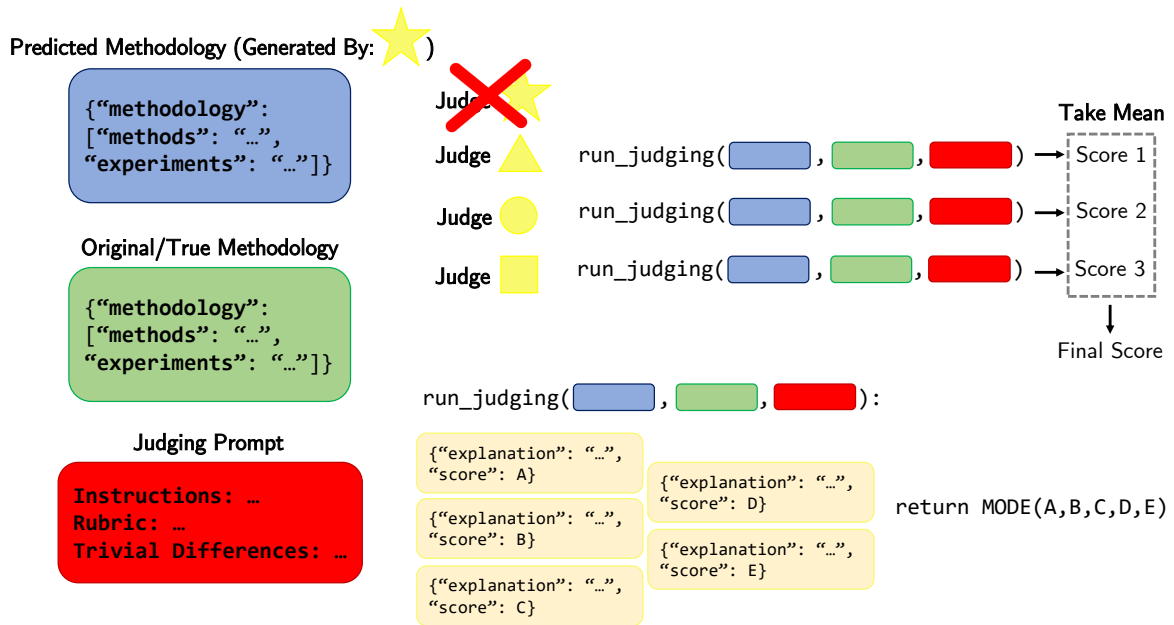 Predicted Methodology (Generated By: )
{“methodology”:
[“methods”: “…”,
“experiments”: “…”]}
Original/True Methodology
{“methodology”:
[“methods”: “…”,
“experiments”: “…”]}
Judging Prompt
Instructions: …
Rubric: …
Trivial Differences: …
Judge
Judge
Judge
Judge
run_judging( , , )
run_judging( , , )
run_judging( , , )
Take Mean
Score 1
Score 2
Score 3
Final Score
run_judging( , , ):
{“explanation”: “…”,
“score”: A}
{“explanation”: “…”,
“score”: B}
{“explanation”: “…”,
“score”: C}
{“explanation”: “…”,
“score”: D}
{“explanation”: “…”,
“score”: E}
return MODE(A,B,C,D,E)